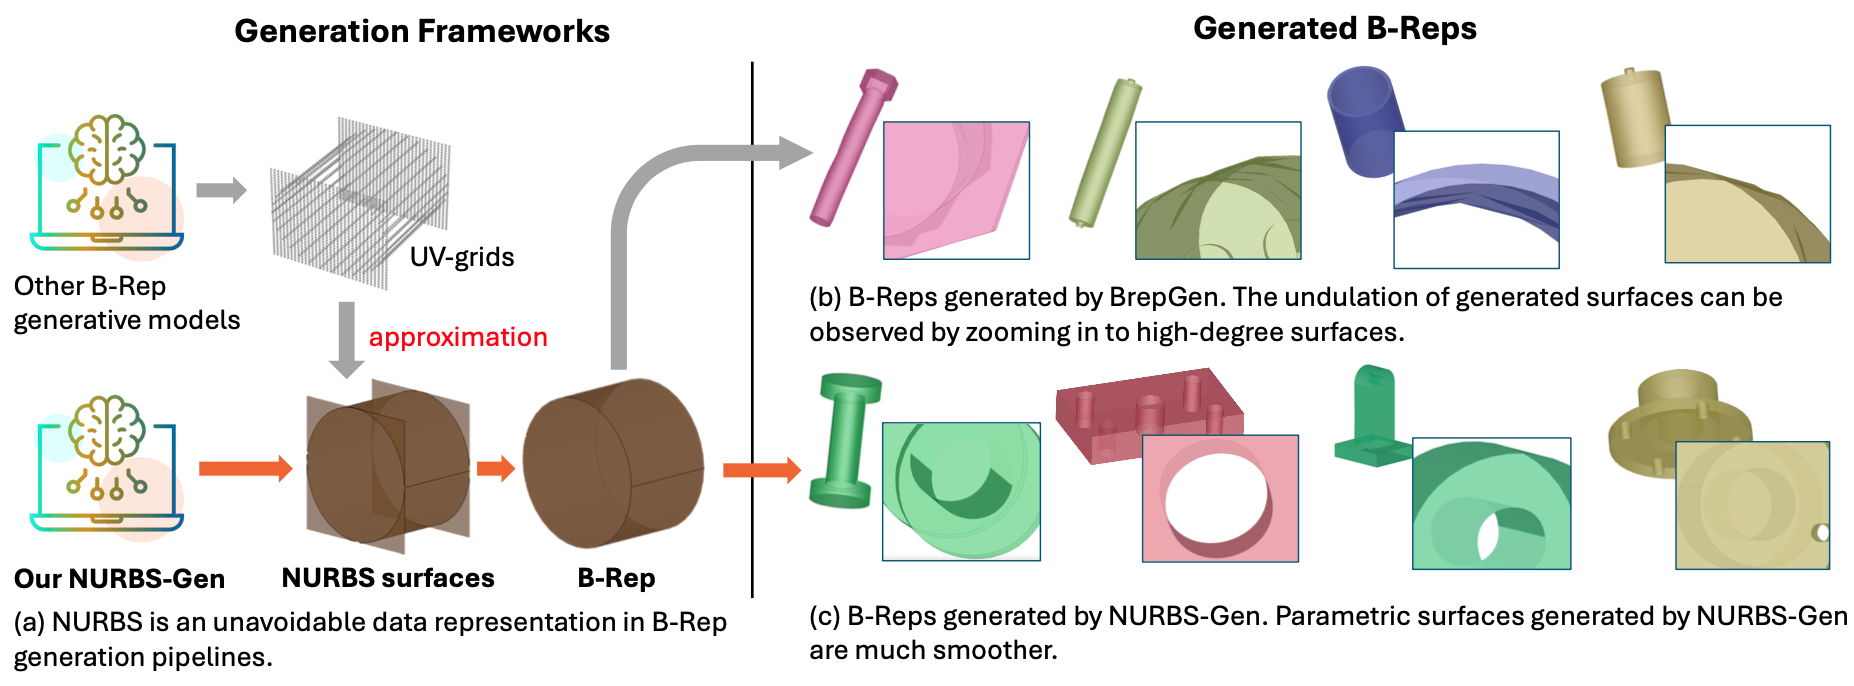 Generation Frameworks
Other B-Rep
generative models
UV-grids
approximation
Our NURBS-Gen
NURBS surfaces
B-Rep
(a) NURBS is an unavoidable data representation in B-Rep
generation pipelines.
Generated B-Reps
(b) B-Reps generated by BrepGen. The undulation of generated surfaces can be
observed by zooming in to high-degree surfaces.
(c) B-Reps generated by NURBS-Gen. Parametric surfaces generated by NURBS-Gen
are much smoother.